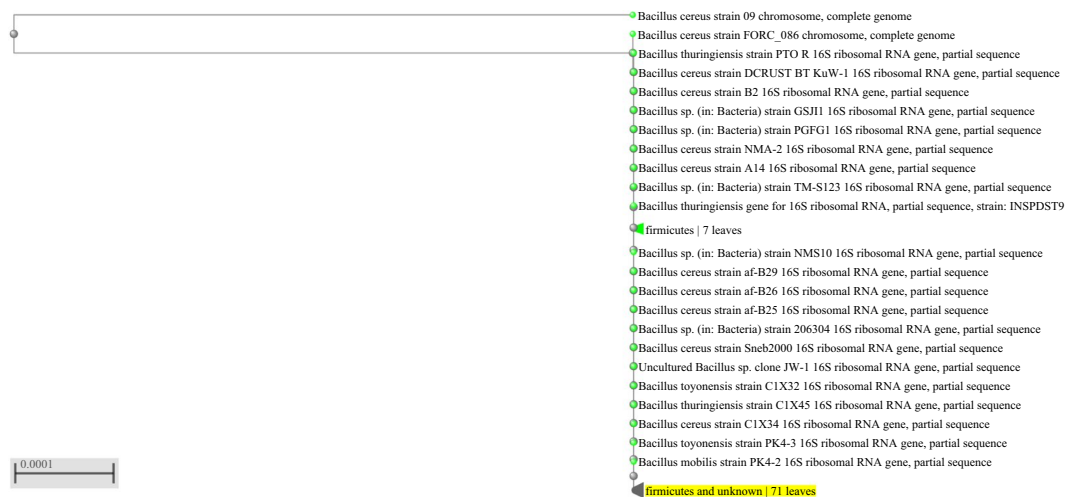 Bacillus cereus strain 09 chromosome, complete genome
Bacillus cereus strain FORC_086 chromosome, complete genome
Bacillus thuringiensis strain PTO R 16S ribosomal RNA gene, partial sequence
Bacillus cereus strain DCRUST BT KuW-1 16S ribosomal RNA gene, partial sequence
Bacillus cereus strain B2 16S ribosomal RNA gene, partial sequence
Bacillus sp. (in: Bacteria) strain GSJI1 16S ribosomal RNA gene, partial sequence
Bacillus sp. (in: Bacteria) strain PGFG1 16S ribosomal RNA gene, partial sequence
Bacillus cereus strain NMA-2 16S ribosomal RNA gene, partial sequence
Bacillus cereus strain A14 16S ribosomal RNA gene, partial sequence
Bacillus sp. (in: Bacteria) strain TM-S123 16S ribosomal RNA gene, partial sequence
Bacillus thuringiensis gene for 16S ribosomal RNA, partial sequence, strain: INSPDST9
firmicutes | 7 leaves
Bacillus sp. (in: Bacteria) strain NMS10 16S ribosomal RNA gene, partial sequence
Bacillus cereus strain af-B29 16S ribosomal RNA gene, partial sequence
Bacillus cereus strain af-B26 16S ribosomal RNA gene, partial sequence
Bacillus cereus strain af-B25 16S ribosomal RNA gene, partial sequence
Bacillus sp. (in: Bacteria) strain 206304 16S ribosomal RNA gene, partial sequence
Bacillus cereus strain Sneb2000 16S ribosomal RNA gene, partial sequence
Uncultured Bacillus sp. clone JW-1 16S ribosomal RNA gene, partial sequence
Bacillus toyonensis strain C1X32 16S ribosomal RNA gene, partial sequence
Bacillus thuringiensis strain C1X45 16S ribosomal RNA gene, partial sequence
Bacillus cereus strain C1X34 16S ribosomal RNA gene, partial sequence
Bacillus toyonensis strain PK4-3 16S ribosomal RNA gene, partial sequence
Bacillus mobilis strain PK4-2 16S ribosomal RNA gene, partial sequence
0.0001
firmicutes and unknown | 71 leaves